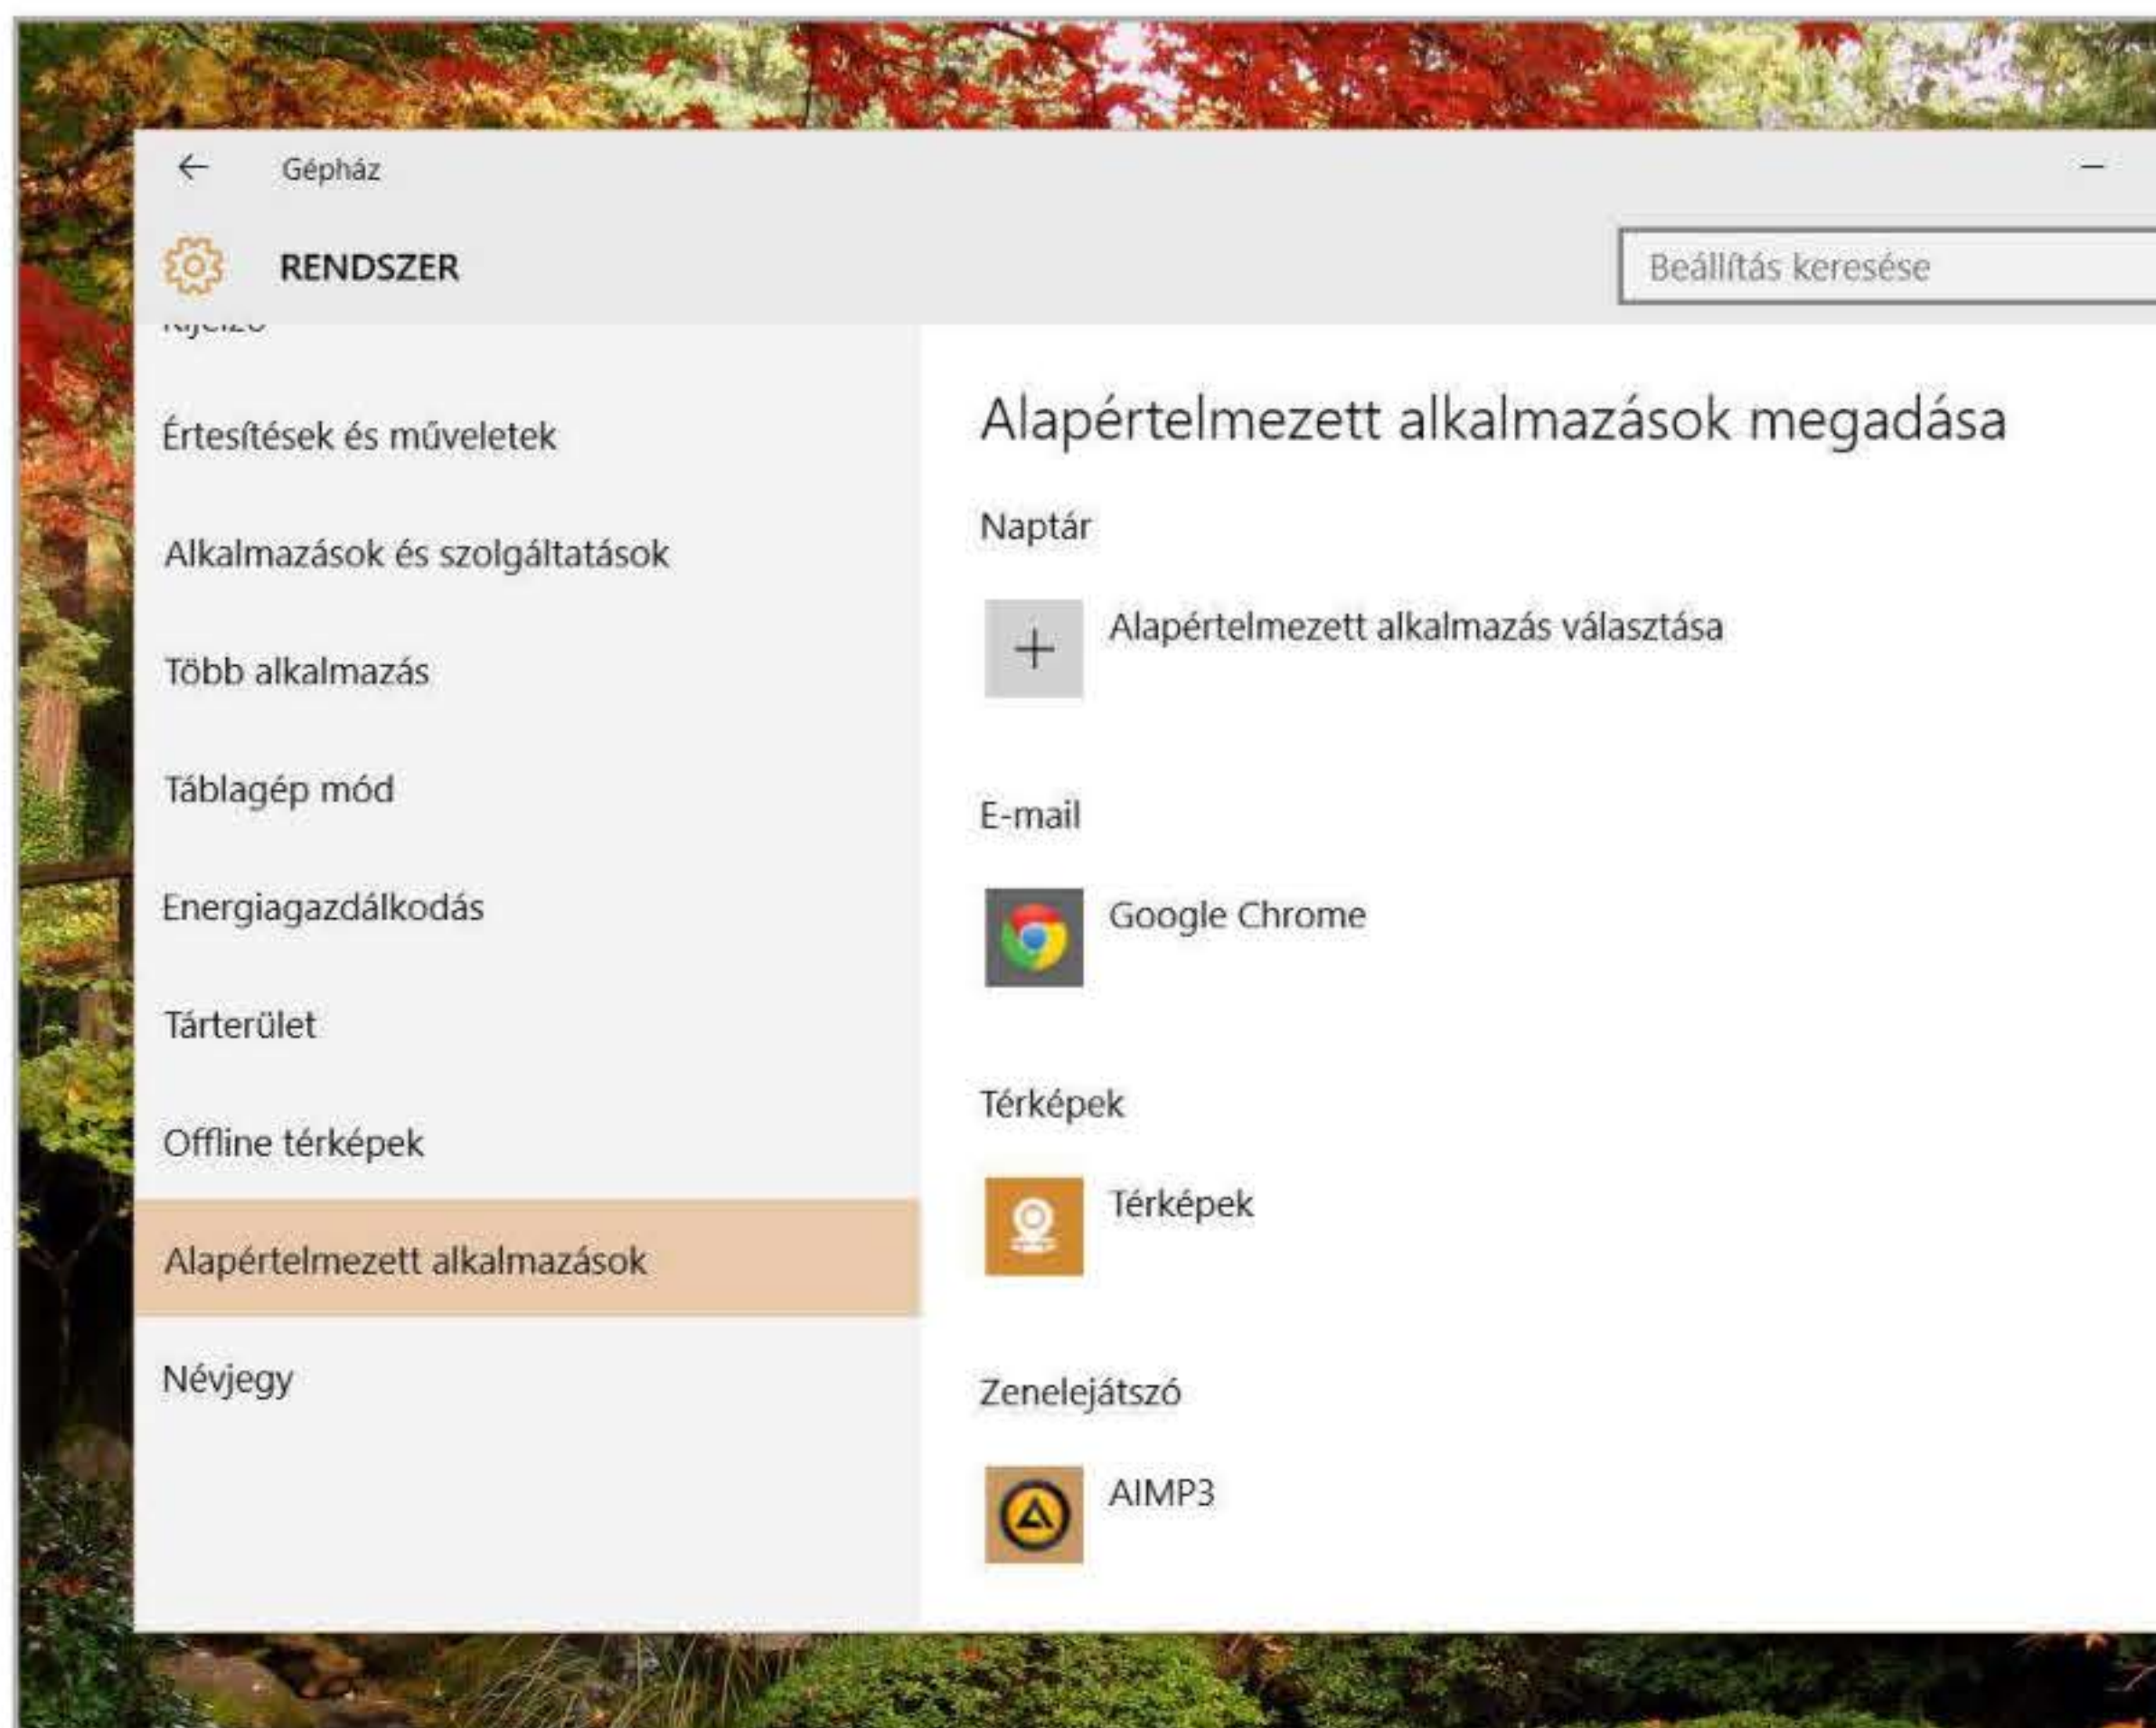 Gépház
RENDSZER
Beállítás keresése
Értesítések és műveletek
Alkalmazások és szolgáltatások
Több alkalmazás
Táblagép mód
Energiagazdálkodás
Tárterület
Offline térképek
Alapértelmezett alkalmazások
Névjegy
Alapértelmezett alkalmazások megadása
Naptár
Alapértelmezett alkalmazás választása
E-mail
Google Chrome
Térképek
Térképek
Zenelejátszó
AIMP3